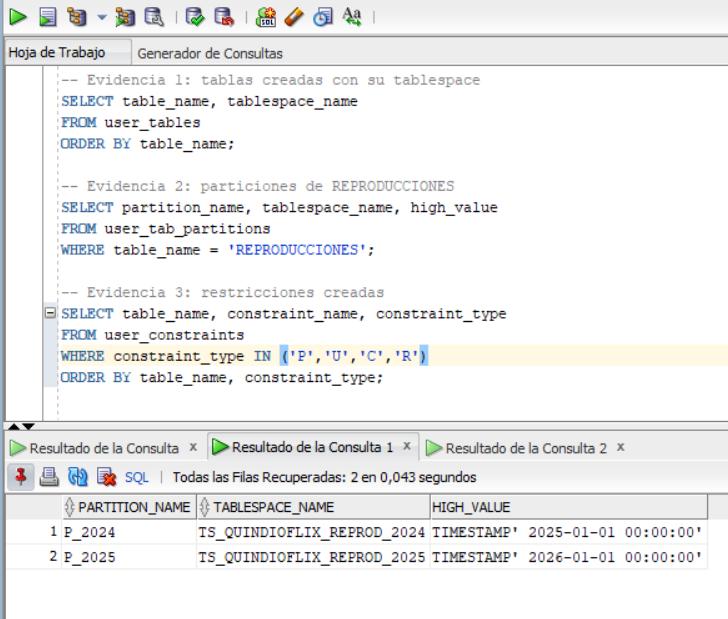 SQL
Aa
Hoja de Trabajo Generador de Consultas
-- Evidencia 1: tablas creadas con su tablespace
SELECT table_name, tablespace_name
FROM user_tables
ORDER BY table_name;
-- Evidencia 2: particiones de REPRODUCCIONES
SELECT partition_name, tablespace_name, high_value
FROM user_tab_partitions
WHERE table_name = 'REPRODUCCIONES';
-- Evidencia 3: restricciones creadas
SELECT table_name, constraint_name, constraint_type
FROM user_constraints
WHERE constraint_type IN ('P','U','C','R')
ORDER BY table_name, constraint_type;
Resultado de la Consulta x Resultado de la Consulta 1 x Resultado de la Consulta 2 x
SQL | Todas las Filas Recuperadas: 2 en 0,043 segundos
PARTITION_NAME TABLESPACE_NAME HIGH_VALUE
1 P_2024 TS_QUINDIOFLIX_REPROD_2024 TIMESTAMP' 2025-01-01 00:00:00'
2 P_2025 TS_QUINDIOFLIX_REPROD_2025 TIMESTAMP' 2026-01-01 00:00:00'